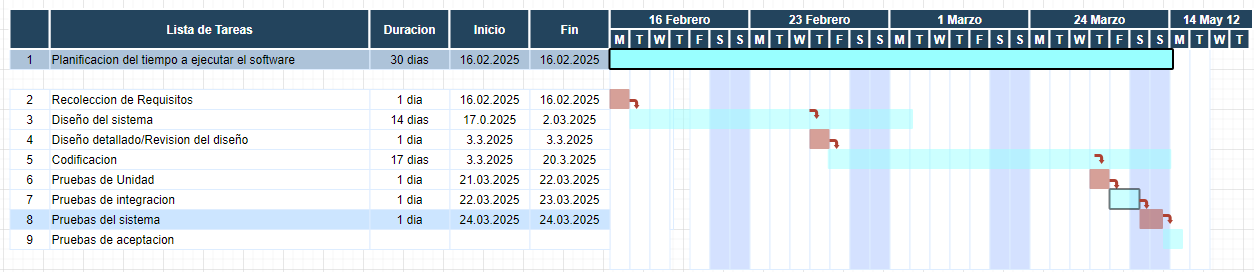 Lista de Tareas Duracion Inicio Fin 16 Febrero 23 Febrero 1 Marzo 24 Marzo 14 May 12
M T W T F S S M T W T F S S M T W T F S S M T W T F S S M T W T
1 Planificacion del tiempo a ejecutar el software 30 dias 16.02.2025 16.02.2025
2 Recoleccion de Requisitos 1 dia 16.02.2025 16.02.2025
3 Diseño del sistema 14 dias 17.0.2025 2.03.2025
4 Diseño detallado/Revision del diseño 1 dia 3.3.2025 3.3.2025
5 Codificacion 17 dias 3.3.2025 20.3.2025
6 Pruebas de Unidad 1 dia 21.03.2025 22.03.2025
7 Pruebas de integracion 1 dia 22.03.2025 23.03.2025
8 Pruebas del sistema 1 dia 24.03.2025 24.03.2025
9 Pruebas de aceptacion